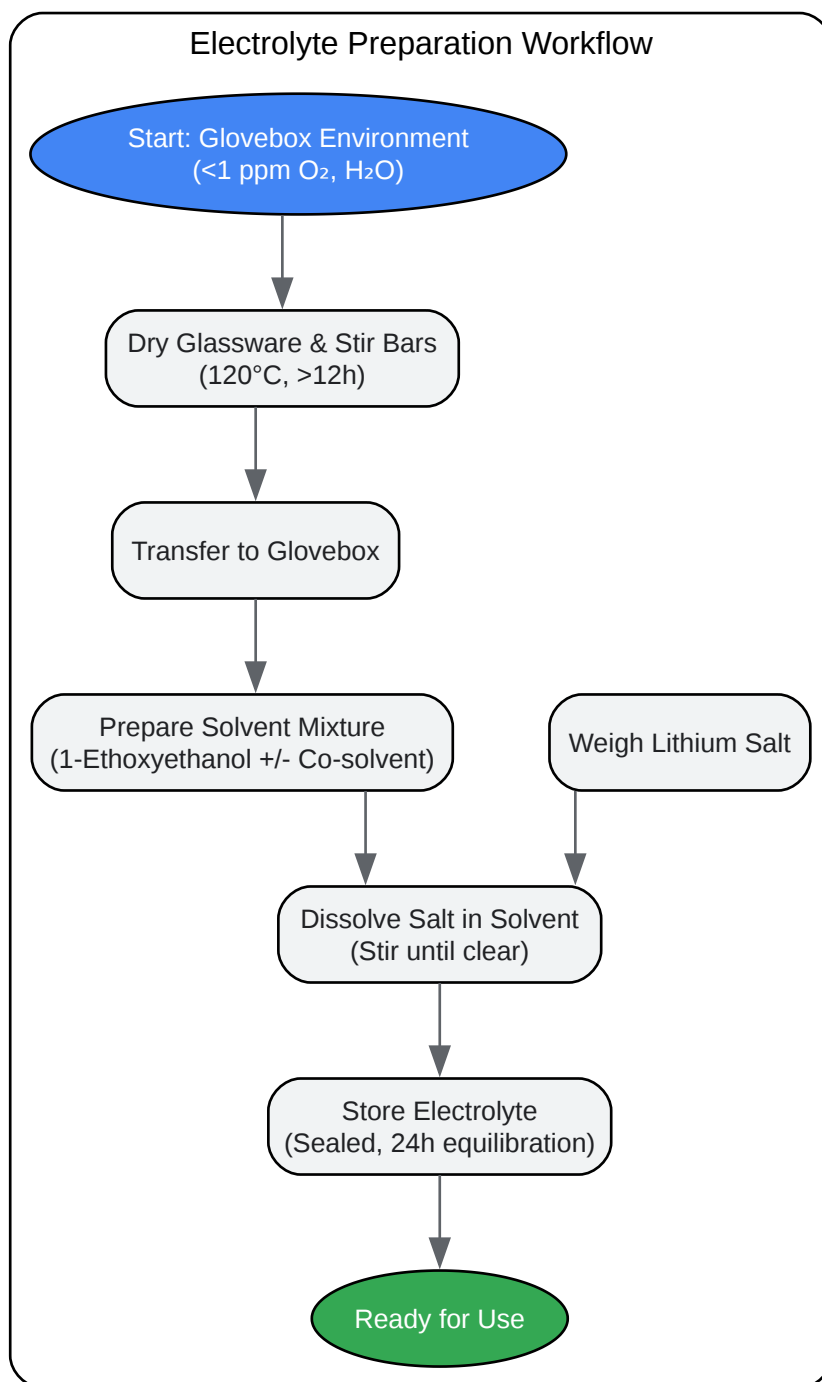 Electrolyte Preparation Workflow
Start: Glovebox Environment
(<1 ppm O₂, H₂O)
Dry Glassware & Stir Bars
(120°C, >12h)
Transfer to Glovebox
Prepare Solvent Mixture
(1-Ethoxyethanol +/- Co-solvent)
Weigh Lithium Salt
Dissolve Salt in Solvent
(Stir until clear)
Store Electrolyte
(Sealed, 24h equilibration)
Ready for Use